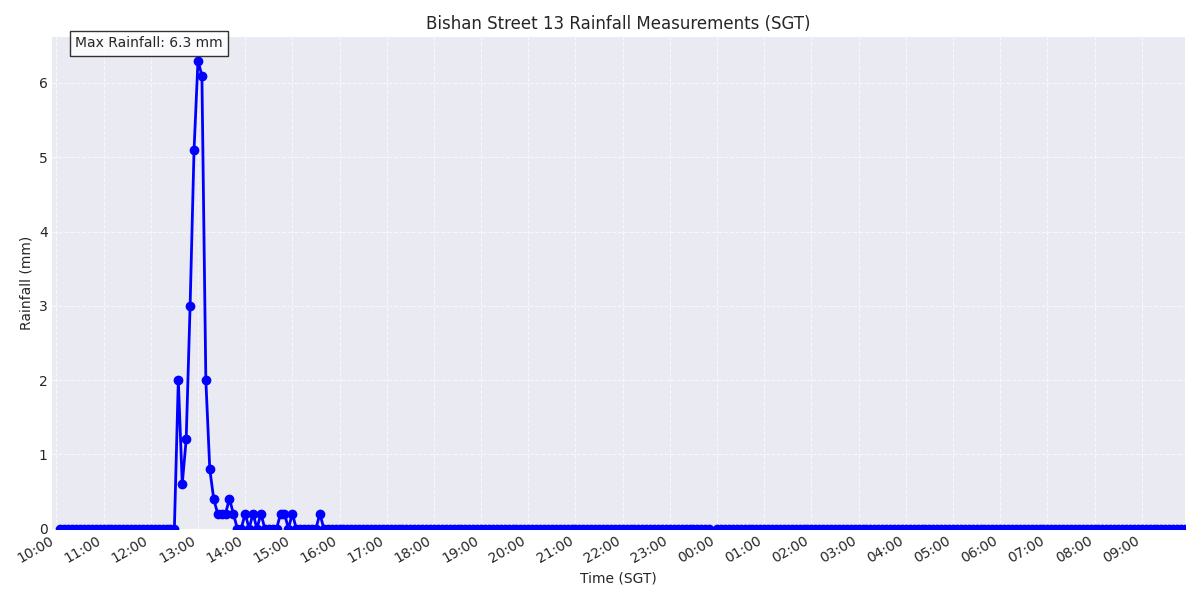 Bishan Street 13 Rainfall Measurements (SGT)
Max Rainfall: 6.3 mm
6
5
4
3
2
1
0
Rainfall (mm)
10:00 11:00 12:00 13:00 14:00 15:00 16:00 17:00 18:00 19:00 20:00 21:00 22:00 23:00 00:00 01:00 02:00 03:00 04:00 05:00 06:00 07:00 08:00 09:00
Time (SGT)